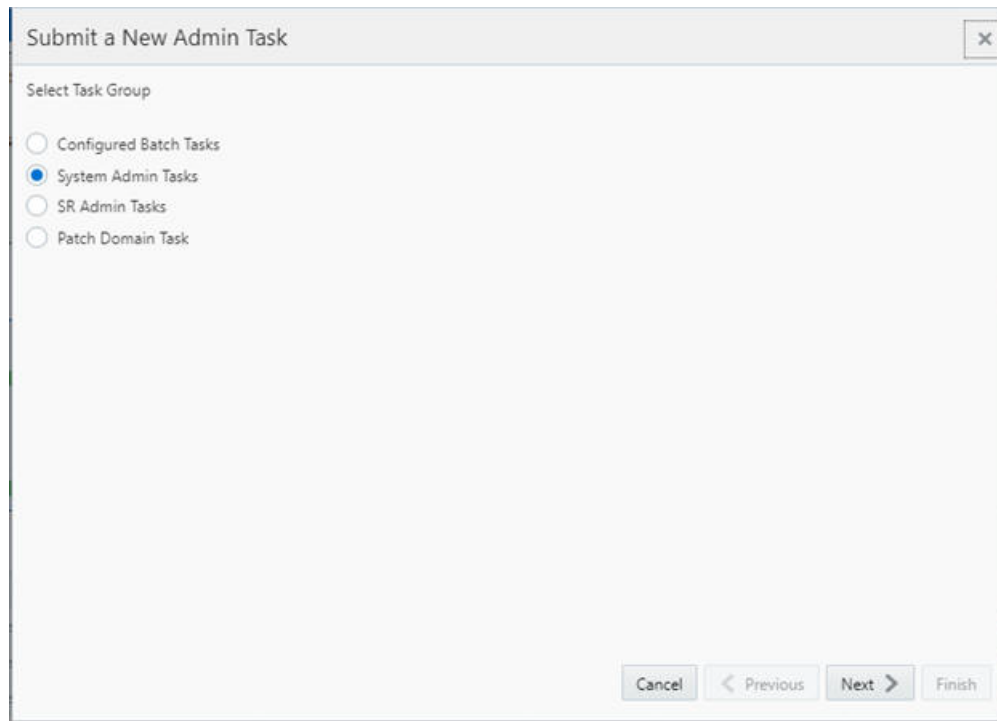 Submit a New Admin Task
Select Task Group
Configured Batch Tasks
System Admin Tasks
SR Admin Tasks
Patch Domain Task
Cancel Previous Next Finish